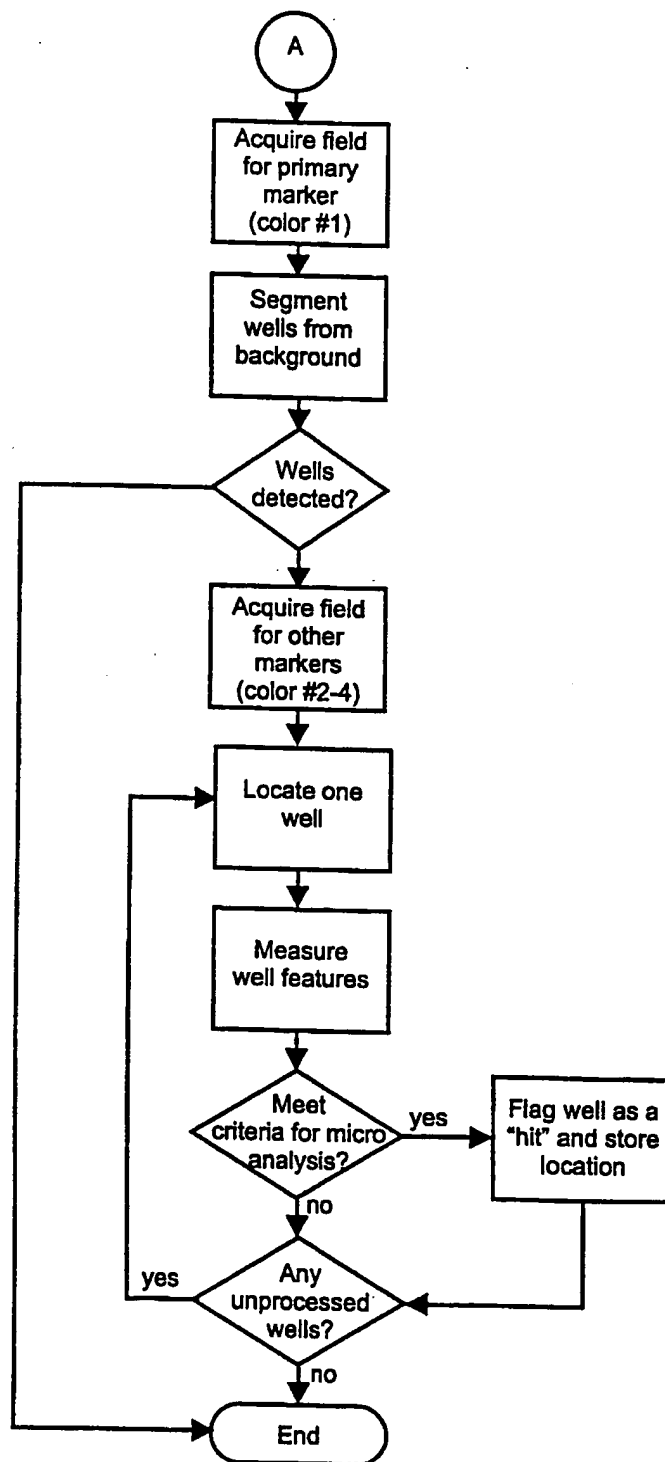 A
Acquire field
for primary
marker
(color #1)
Segment
wells from
background
Wells
detected?
Acquire field
for other
markers
(color #2-4)
Locate one
well
Measure
well features
Meet
criteria for micro
analysis?
yes
Flag well as a
"hit" and store
location
no
Any
unprocessed
wells?
yes
no
End